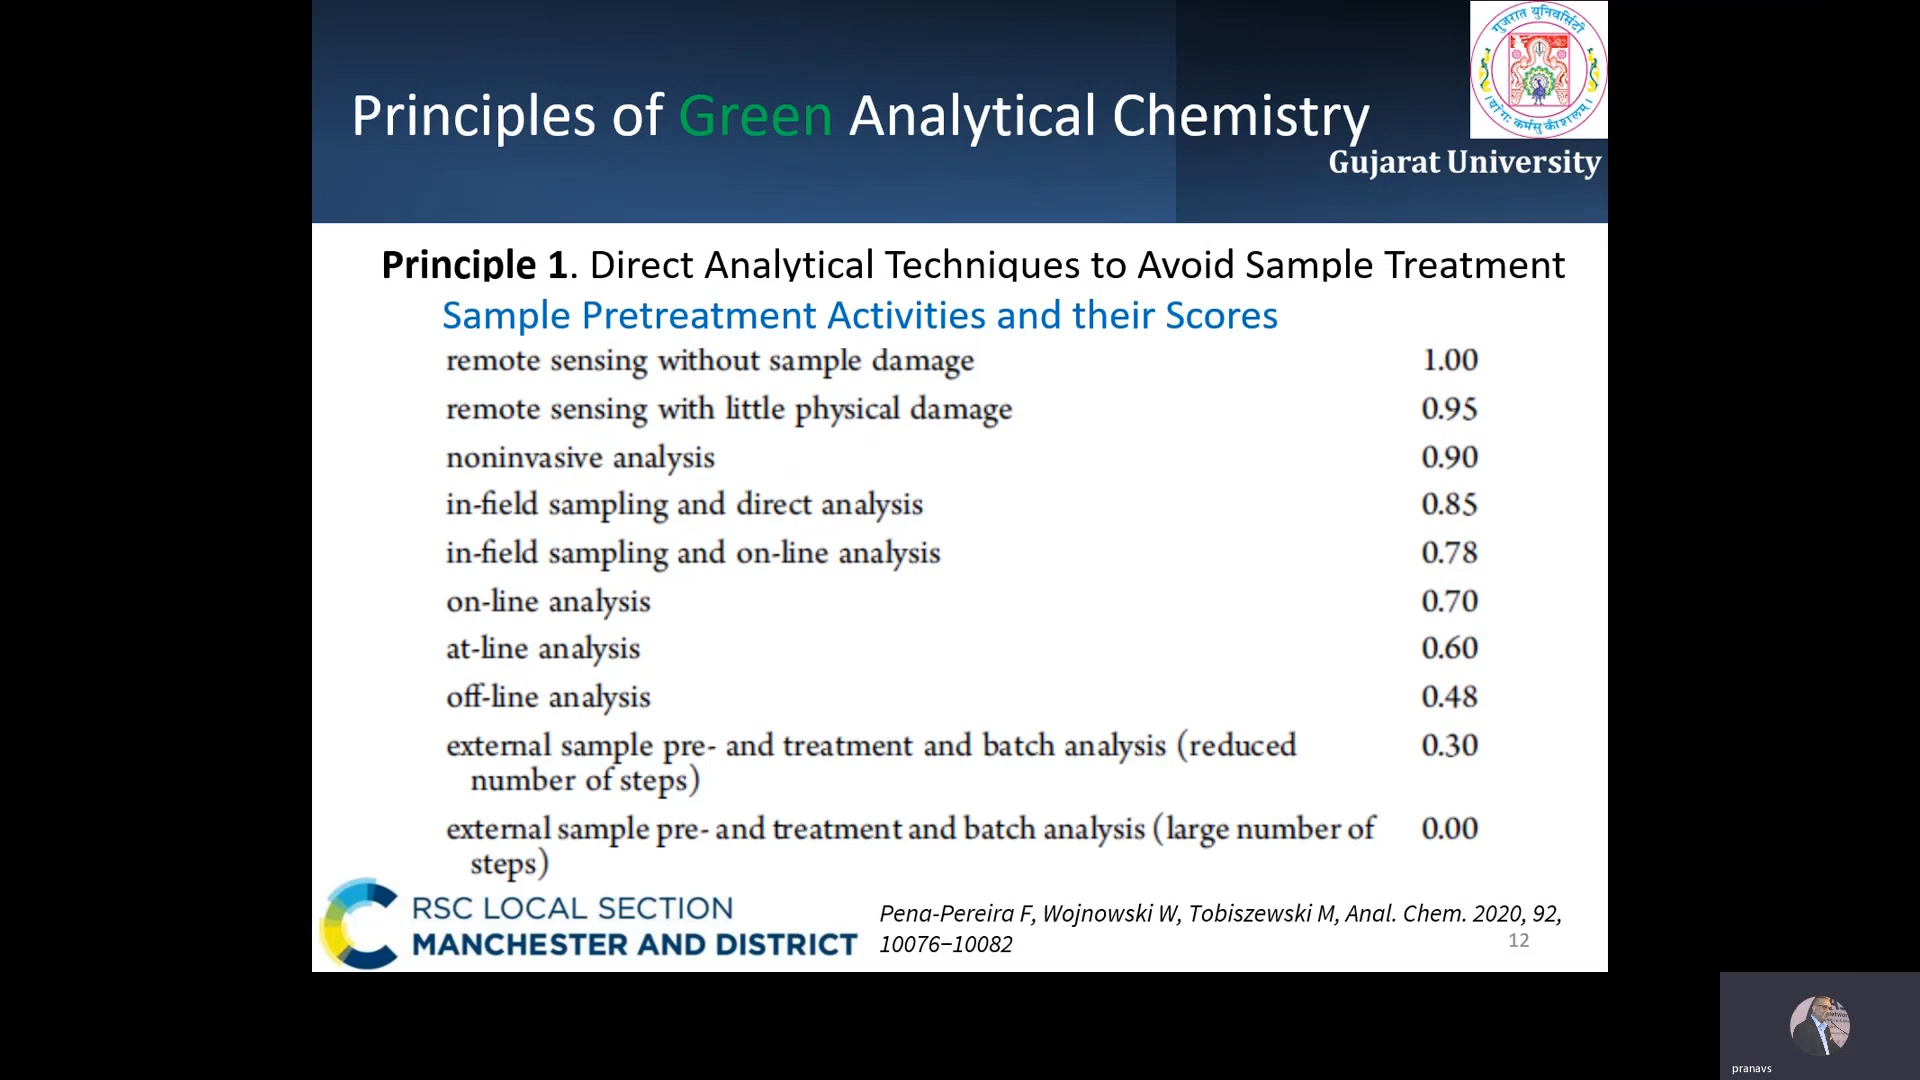 Principles of Green Analytical Chemistry
गुजरात युनिवर्सिटी
योगः कर्मसु कौशलम्
Gujarat University
Principle 1. Direct Analytical Techniques to Avoid Sample Treatment
Sample Pretreatment Activities and their Scores
remote sensing without sample damage 1.00
remote sensing with little physical damage 0.95
noninvasive analysis 0.90
in-field sampling and direct analysis 0.85
in-field sampling and on-line analysis 0.78
on-line analysis 0.70
at-line analysis 0.60
off-line analysis 0.48
external sample pre- and treatment and batch analysis (reduced 0.30
number of steps)
external sample pre- and treatment and batch analysis (large number of 0.00
steps)
RSC LOCAL SECTION
MANCHESTER AND DISTRICT
Pena-Pereira F, Wojnowski W, Tobiszewski M, Anal. Chem. 2020, 92,
10076−10082
12
pranavs